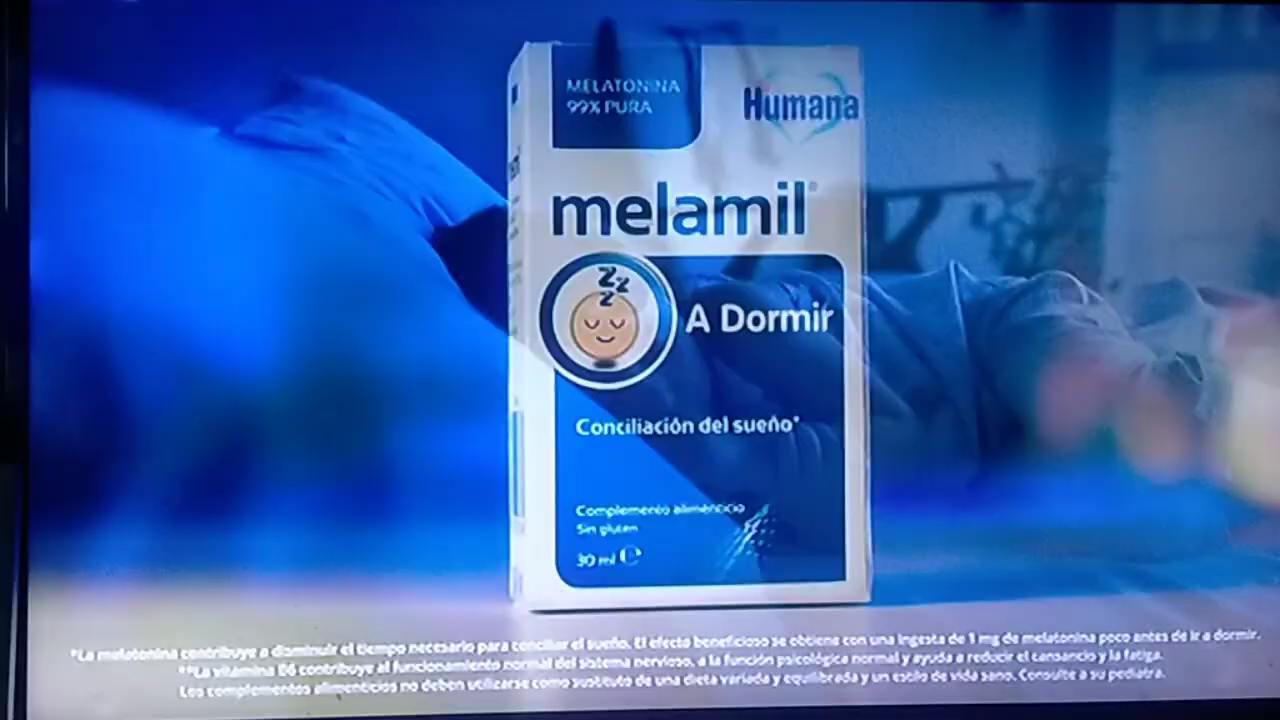 MELATONINA
99% PURA
Humana
melamil®
zzz
A Dormir
Conciliación del sueño*
Complemento alimenticio
Sin gluten
30 ml e
*La melatonina contribuye a disminuir el tiempo necesario para conciliar el sueño. El efecto beneficioso se obtiene con una ingesta de 1 mg de melatonina poco antes de ir a dormir.
**La vitamina B6 contribuye al funcionamiento normal del sistema nervioso, a la función psicológica normal y ayuda a reducir el cansancio y la fatiga.
Los complementos alimenticios no deben utilizarse como sustituto de una dieta variada y equilibrada y un estilo de vida sano. Consulte a su pediatra.